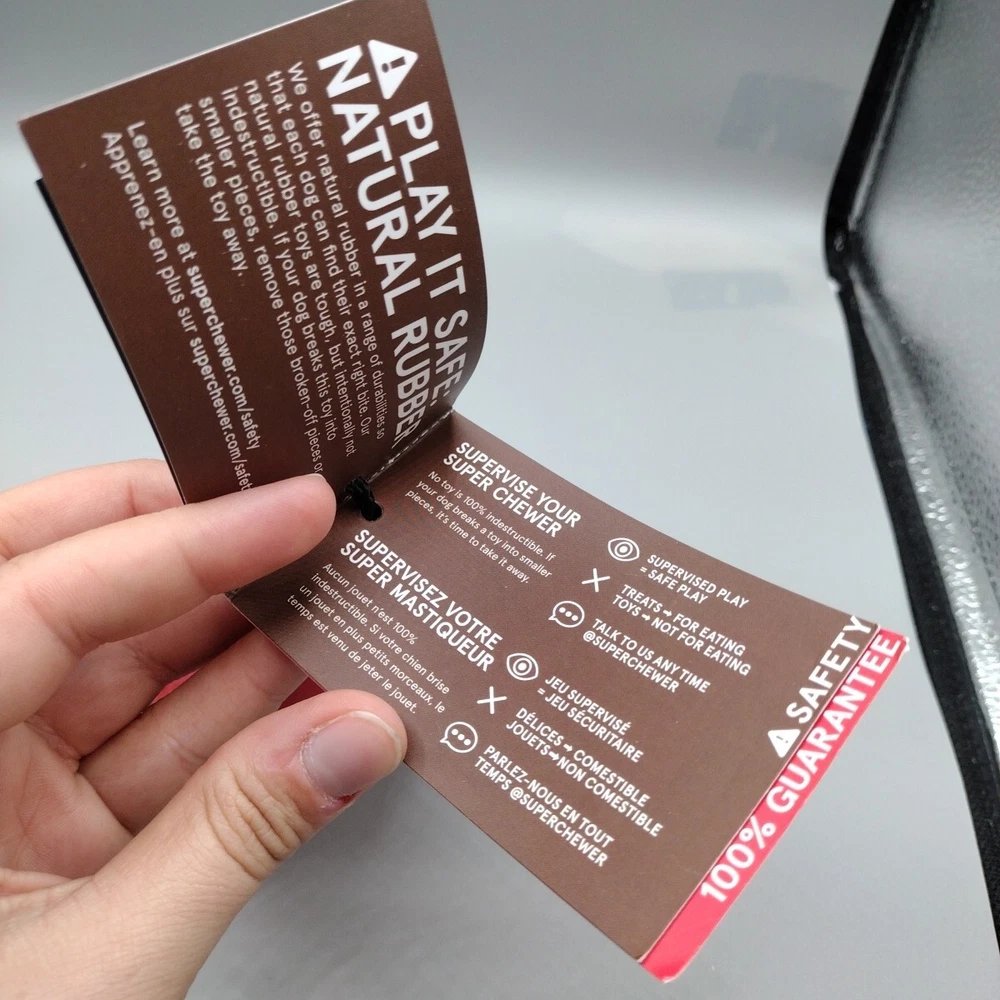 PLAY IT SAFE:
NATURAL RUBBER
We offer natural rubber in a range of durabilities so
that each dog can find their exact right bite. Our
natural rubber toys are tough, but intentionally not
indestructible. If your dog breaks this toy into
smaller pieces, remove those broken-off pieces or
take the toy away.
Learn more at superchewer.com/safety
Apprenez-en plus sur superchewer.com/safet
SUPERVISE YOUR
SUPER CHEWER
No toy is 100% indestructible. If
your dog breaks a toy into smaller
pieces, it's time to take it away.
SUPERVISED PLAY
= SAFE PLAY
TREATS → FOR EATING
TOYS → NOT FOR EATING
TALK TO US ANY TIME
@SUPERCHEWER
SUPERVISEZ VOTRE
SUPER MASTIQUEUR
Aucun jouet n'est 100%
indestructible. Si votre chien brise
un jouet en plus petits morceaux, le
temps est venu de jeter le jouet.
JEU SUPERVISÉ
= JEU SÉCURITAIRE
DÉLICES → COMESTIBLE
JOUETS → NON COMESTIBLE
PARLEZ-NOUS EN TOUT
TEMPS @SUPERCHEWER
SAFETY
100% GUARANTEE